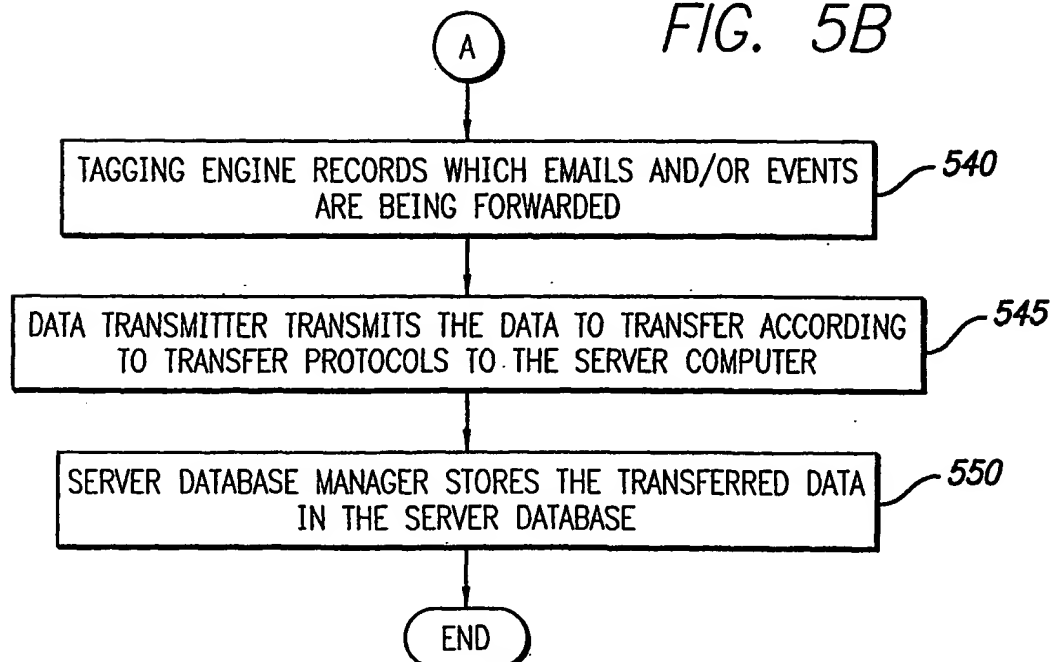 FIG. 5B
A
TAGGING ENGINE RECORDS WHICH EMAILS AND/OR EVENTS
ARE BEING FORWARDED
540
DATA TRANSMITTER TRANSMITS THE DATA TO TRANSFER ACCORDING
TO TRANSFER PROTOCOLS TO THE SERVER COMPUTER
545
SERVER DATABASE MANAGER STORES THE TRANSFERRED DATA
IN THE SERVER DATABASE
550
END